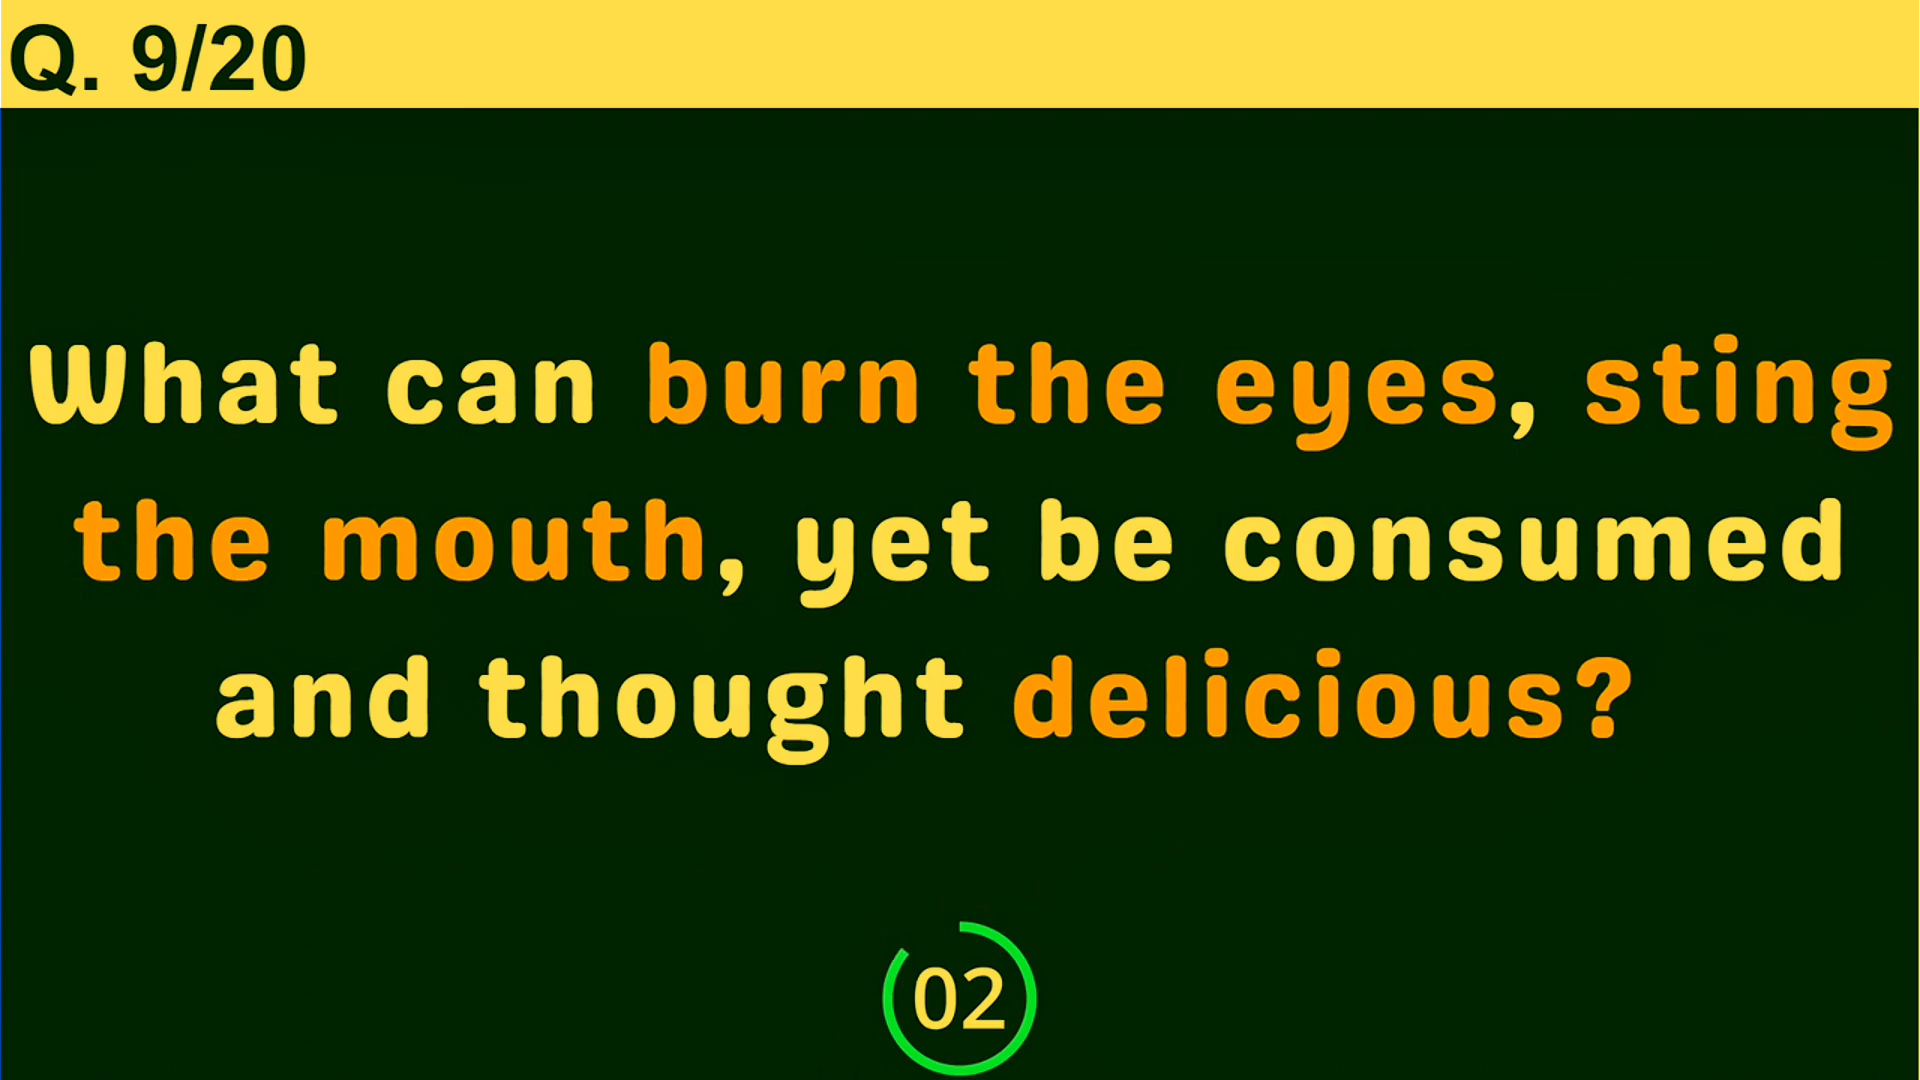 Q. 9/20
What can burn the eyes, sting
the mouth, yet be consumed
and thought delicious?
02